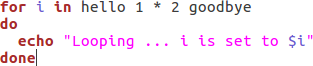 for i in hello 1 * 2 goodbye
do
  echo "Looping ... i is set to $i"
done